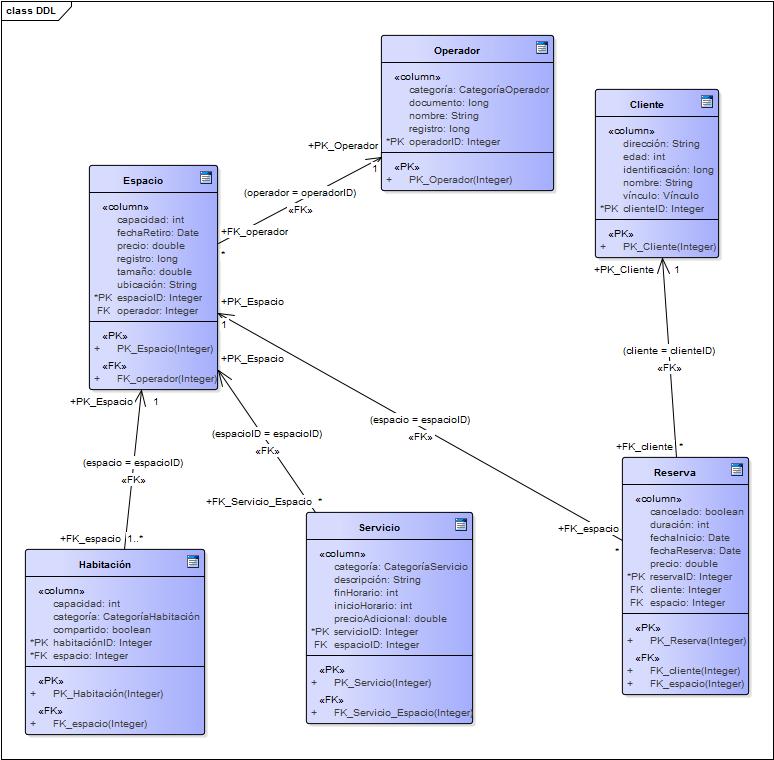 class DDL
Operador
«column»
categoría: CategoríaOperador
documento: long
nombre: String
registro: long
*PK operadorID: Integer
«PK»
+ PK_Operador(Integer)
Cliente
«column»
dirección: String
edad: int
identificación: long
nombre: String
vínculo: Vínculo
*PK clienteID: Integer
«PK»
+ PK_Cliente(Integer)
+PK_Operador
1
(operador = operadorID)
«FK»
+FK_operador
*
Espacio
«column»
capacidad: int
fechaRetiro: Date
precio: double
registro: long
tamaño: double
ubicación: String
*PK espacioID: Integer
FK operador: Integer
«PK»
+ PK_Espacio(Integer)
«FK»
+ FK_operador(Integer)
+PK_Espacio
1
+PK_Espacio
+PK_Espacio 1
+PK_Cliente 1
(cliente = clienteID)
«FK»
+FK_cliente *
(espacio = espacioID)
«FK»
+FK_espacio
*
(espacioID = espacioID)
«FK»
+FK_Servicio_Espacio *
(espacio = espacioID)
«FK»
+FK_espacio 1..*
Habitación
«column»
capacidad: int
categoría: CategoríaHabitación
compartido: boolean
*PK habitaciónID: Integer
*FK espacio: Integer
«PK»
+ PK_Habitación(Integer)
«FK»
+ FK_espacio(Integer)
Servicio
«column»
categoría: CategoríaServicio
descripción: String
finHorario: int
inicioHorario: int
precioAdicional: double
*PK servicioID: Integer
FK espacioID: Integer
«PK»
+ PK_Servicio(Integer)
«FK»
+ FK_Servicio_Espacio(Integer)
Reserva
«column»
cancelado: boolean
duración: int
fechaInicio: Date
fechaReserva: Date
precio: double
*PK reservaID: Integer
FK cliente: Integer
FK espacio: Integer
«PK»
+ PK_Reserva(Integer)
«FK»
+ FK_cliente(Integer)
+ FK_espacio(Integer)